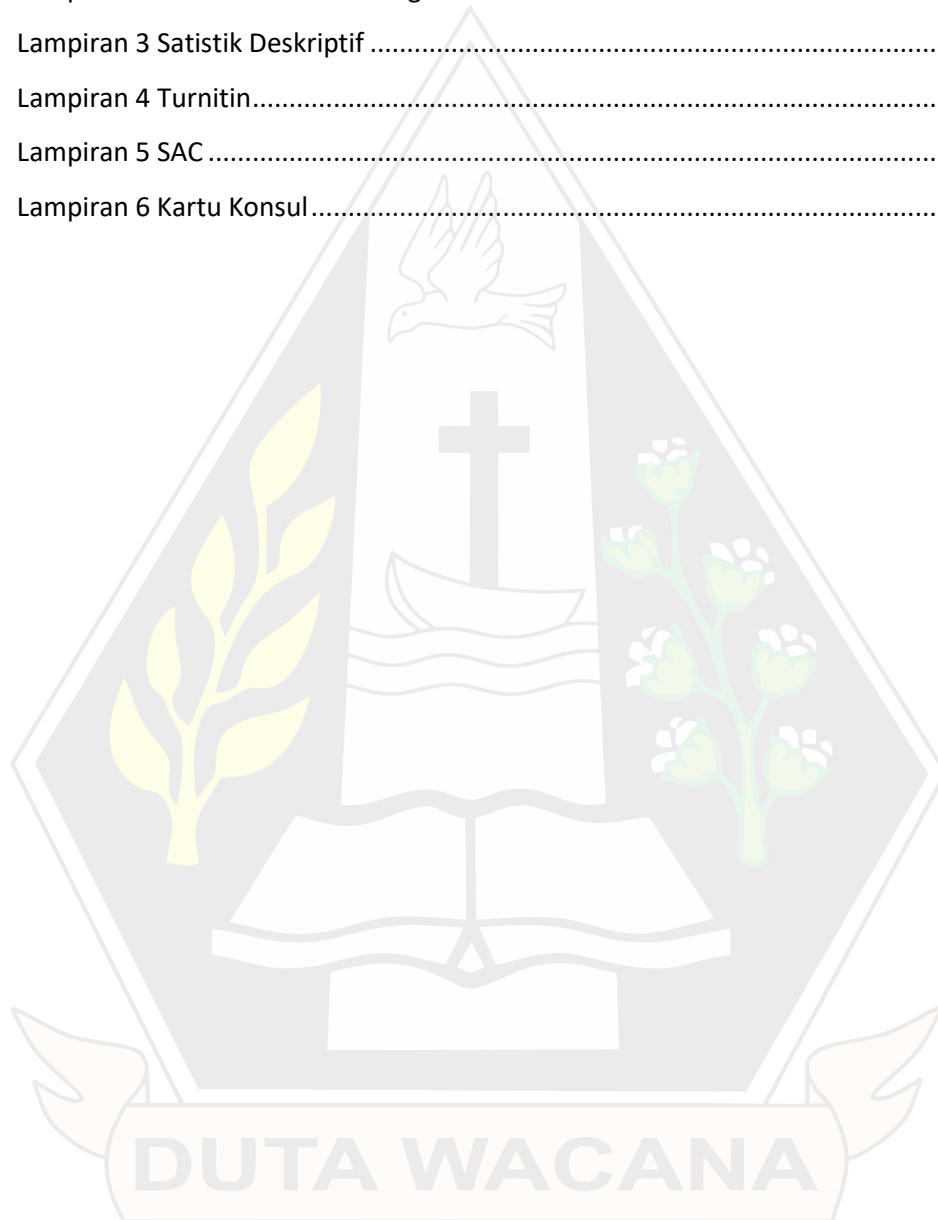 Lampiran 3 Satistik Deskriptif ........................................................................
Lampiran 4 Turnitin........................................................................................
Lampiran 5 SAC ..............................................................................................
Lampiran 6 Kartu Konsul................................................................................
DUTA WACANA